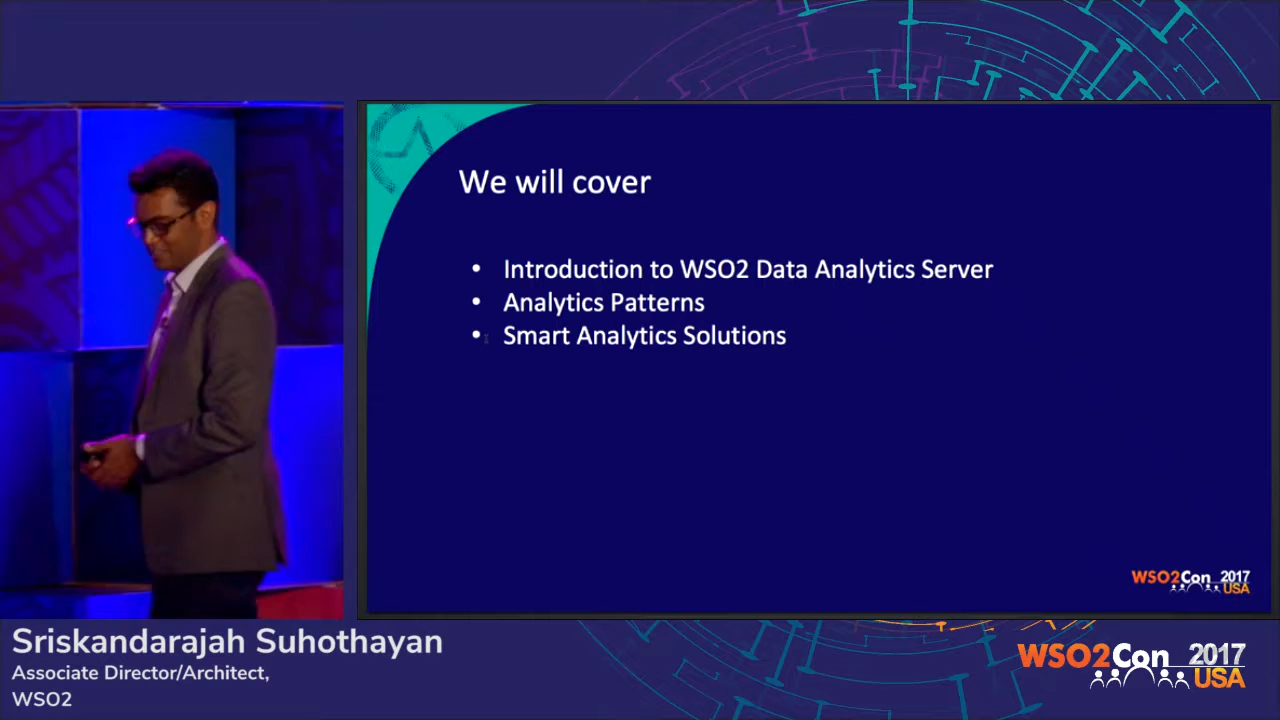 We will cover
• Introduction to WSO2 Data Analytics Server
• Analytics Patterns
• Smart Analytics Solutions
WSO2Con 2017
USA
Sriskandarajah Suhothayan
Associate Director/Architect,
WSO2
WSO2Con 2017
USA